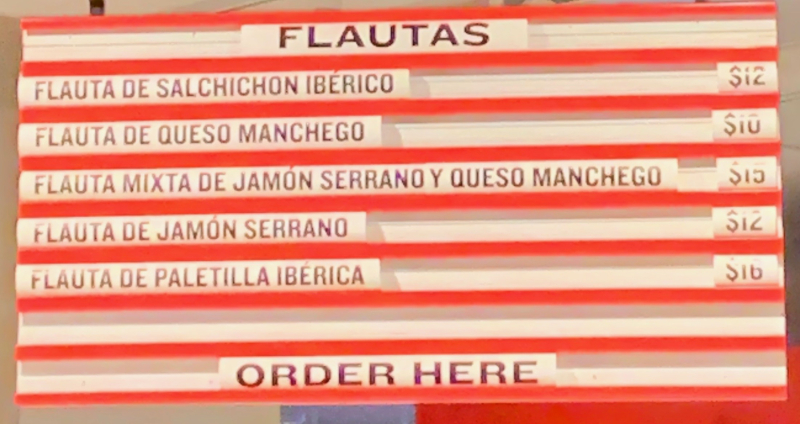 FLAUTAS
FLAUTA DE SALCHICHON IBÉRICO $12
FLAUTA DE QUESO MANCHEGO $10
FLAUTA MIXTA DE JAMÓN SERRANO Y QUESO MANCHEGO $15
FLAUTA DE JAMÓN SERRANO $12
FLAUTA DE PALETILLA IBÉRICA $16
ORDER HERE